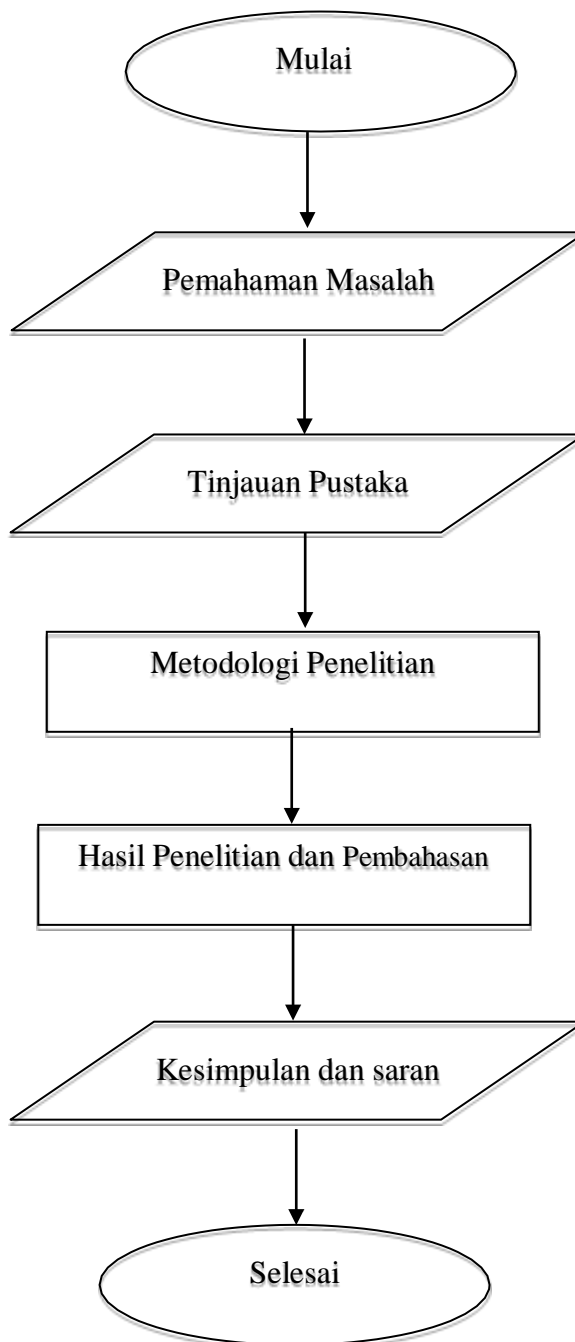 Mulai
Pemahaman Masalah
Tinjauan Pustaka
Metodologi Penelitian
Hasil Penelitian dan Pembahasan
Kesimpulan dan saran
Selesai